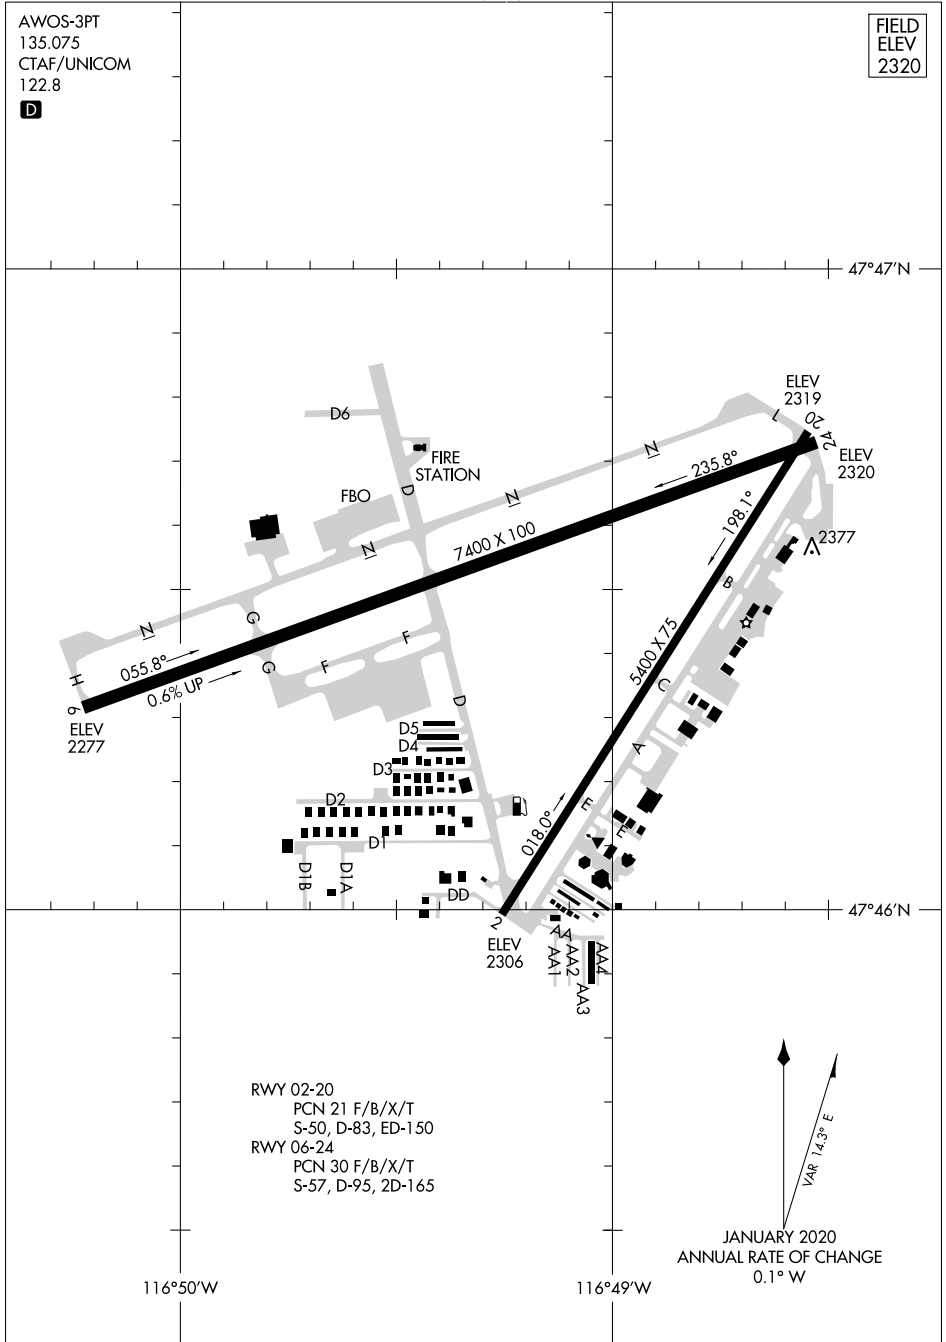 AWOS-3PT
135.075
CTAF/UNICOM
122.8
D
FIELD
ELEV
2320
47°47'N
ELEV
2319
20
24
L
ELEV
2320
D6
FIRE
STATION
D
FBO
N
N
N
N
235.8°
7400 X 100
198.1°
2377
B
G
G
F
F
H
055.8°
0.6% UP
6
ELEV
2277
5400 X 75
C
D
A
D5
D4
D3
D2
D1
D1B
D1A
DD
018.0°
E
E
2
ELEV
2306
47°46'N
A
AA
AA1
AA2
AA3
AA4
RWY 02-20
PCN 21 F/B/X/T
S-50, D-83, ED-150
RWY 06-24
PCN 30 F/B/X/T
S-57, D-95, 2D-165
VAR 14.3° E
JANUARY 2020
ANNUAL RATE OF CHANGE
0.1° W
116°50'W
116°49'W